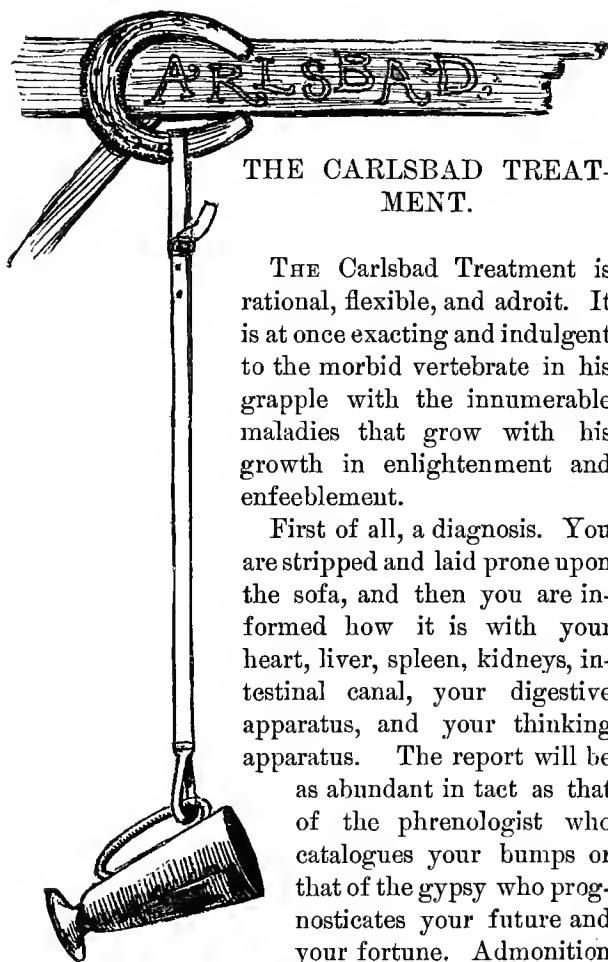 CARLSBAD.
THE CARLSBAD TREAT-
MENT.
THE Carlsbad Treatment is
rational, flexible, and adroit. It
is at once exacting and indulgent
to the morbid vertebrate in his
grapple with the innumerable
maladies that grow with his
growth in enlightenment and
enfeeblement.
First of all, a diagnosis. You
are stripped and laid prone upon
the sofa, and then you are in-
formed how it is with your
heart, liver, spleen, kidneys, in-
testinal canal, your digestive
apparatus, and your thinking
apparatus. The report will be
as abundant in tact as that
of the phrenologist who
catalogues your bumps or
that of the gypsy who prog-
nosticates your future and
your fortune. Admonition